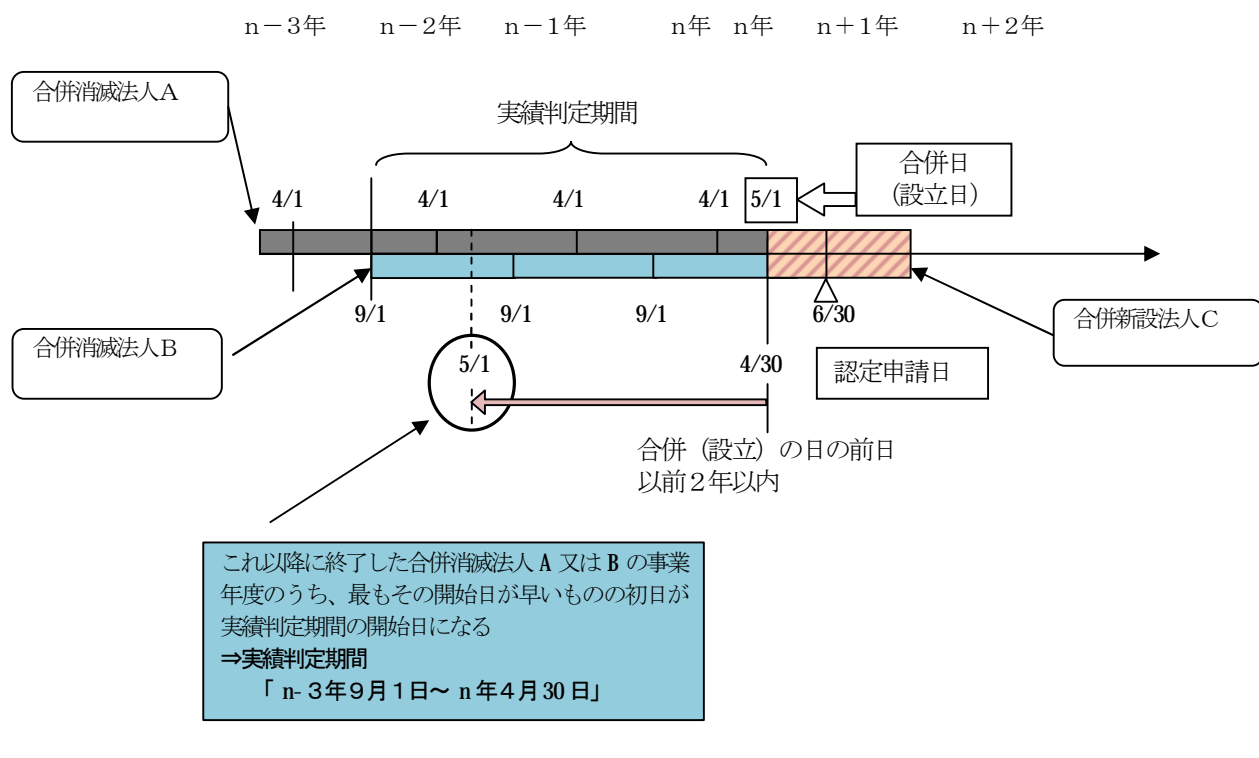 ｎ－３年　ｎ－２年　ｎ－１年　ｎ年　ｎ年　ｎ＋１年　ｎ＋２年
合併消滅法人Ａ
実績判定期間
合併日
（設立日）
4/1　4/1　4/1　4/1　5/1
9/1　9/1　9/1　6/30
合併消滅法人Ｂ
合併新設法人Ｃ
5/1　4/30
認定申請日
合併（設立）の日の前日
以前２年以内
これ以降に終了した合併消滅法人 A 又は B の事業
年度のうち、最もその開始日が早いものの初日が
実績判定期間の開始日になる
⇒実績判定期間
「 n-３年９月１日～ n 年４月 30 日」